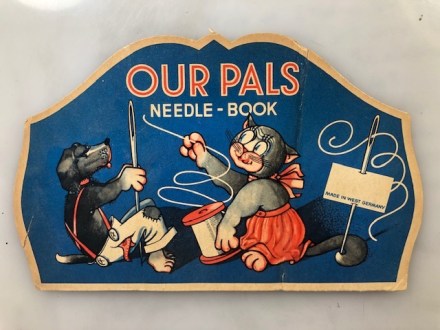 OUR PALS
NEEDLE-BOOK
MADE IN WEST GERMANY